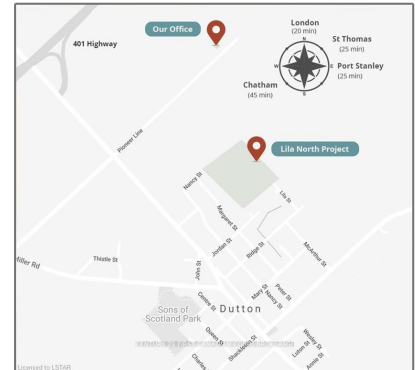 Our Office
401 Highway
London
(20 min)
N
St Thomas
(25 min)
W
E
Port Stanley
(25 min)
S
Chatham
(45 min)
Pioneer Line
Lila North Project
Nancy St
Lila St
Margaret St
Jordan St
Ridge St
McArthur St
John St
Miller Rd
Thistle St
Mary St
Nancy St
Peter St
Centre St
Dutton
Sons of
Scotland Park
Queen St
Shackleton St
Charles
Wesley St
Luton St
Annie St
Licensed to LSTAR